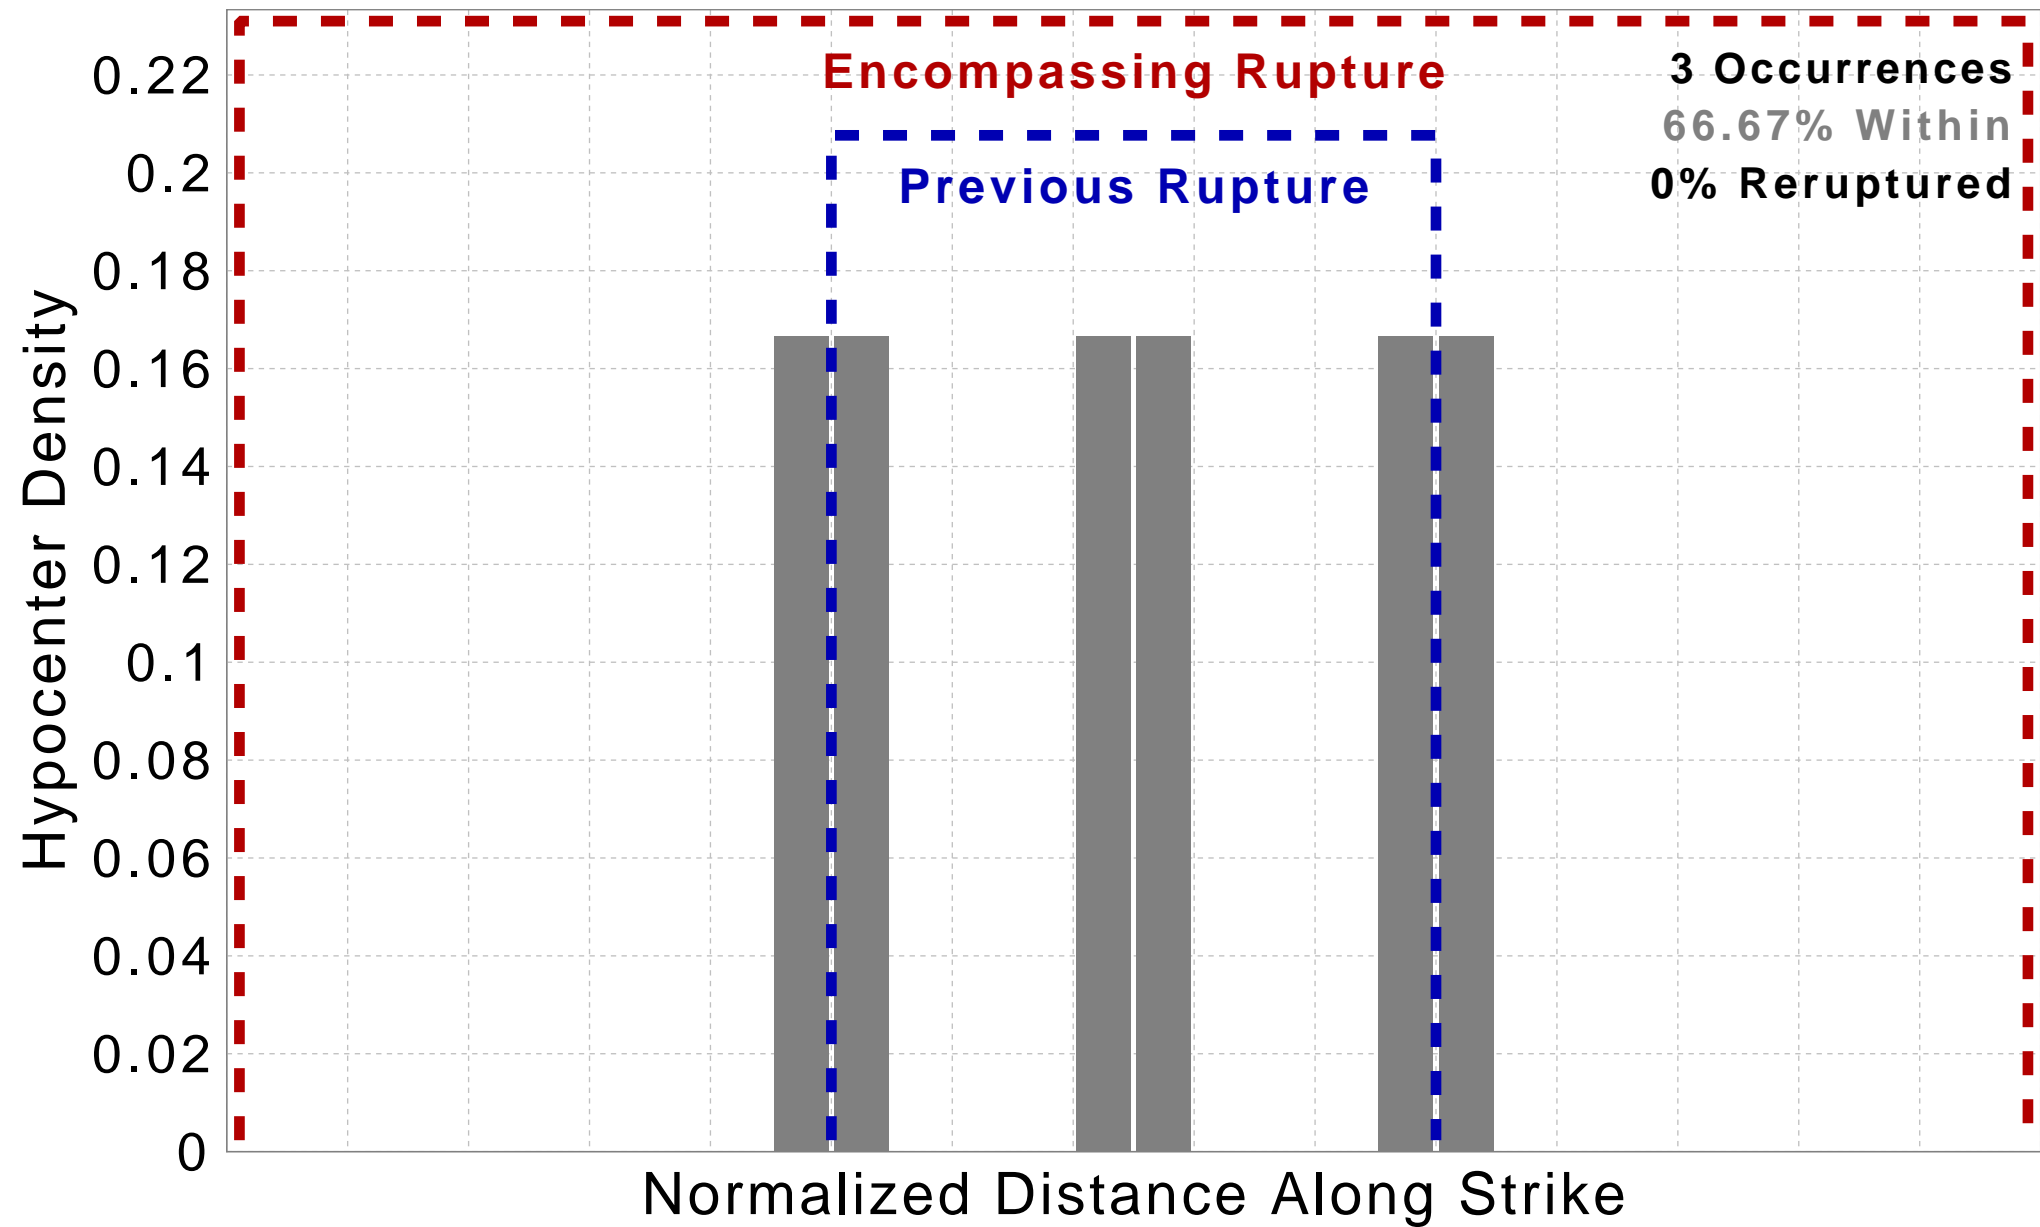 Encompassing Rupture
Previous Rupture
3 Occurrences
66.67% Within
0% Reruptured
Hypocenter Density
0.22
0.2
0.18
0.16
0.14
0.12
0.1
0.08
0.06
0.04
0.02
0
Normalized Distance Along Strike